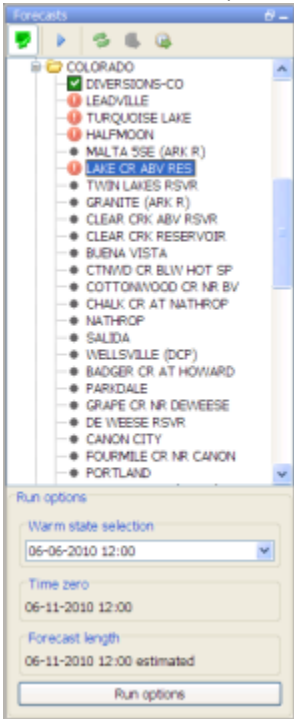 Forecasts
COLORADO
DIVERSIONS-CO
LEADVILLE
TURQUOISE LAKE
HALFMOON
MALTA 5SE (ARK R)
LAKE CR ABV RES
TWIN LAKES RSVR
GRANITE (ARK R)
CLEAR CRK ABV RSVR
CLEAR CRK RESERVOIR
BUENA VISTA
CTNWD CR BLW HOT SP
COTTONWOOD CR NR BV
CHALK CR AT NATHROP
NATHROP
SALIDA
WELLSVILLE (DCP)
BADGER CR AT HOWARD
PARKDALE
GRAPE CR NR DEWEESE
DE WEESE RSVR
CANON CITY
FOURMILE CR NR CANON
PORTLAND
Run options
Warm state selection
06-06-2010 12:00
Time zero
06-11-2010 12:00
Forecast length
06-11-2010 12:00 estimated
Run options